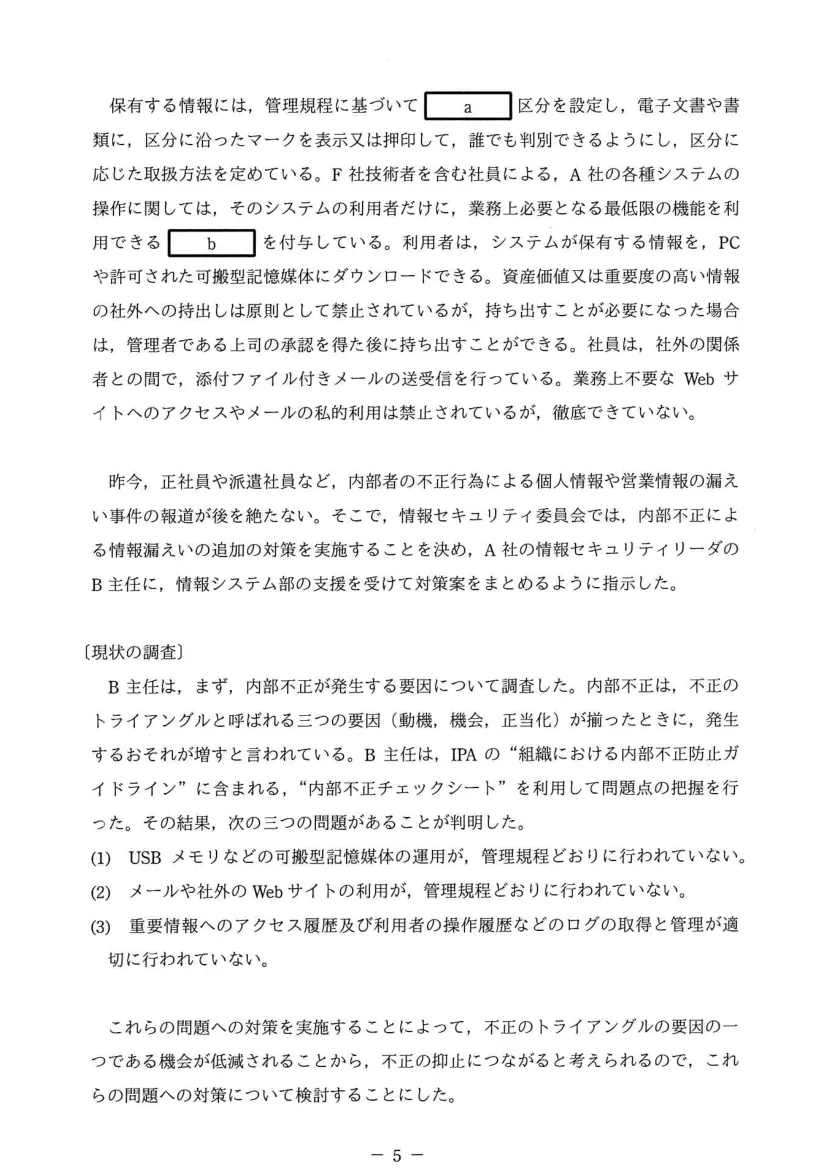 保有する情報には，管理規程に基づいて a 区分を設定し，電子文書や書
類に，区分に沿ったマークを表示又は押印して，誰でも判別できるようにし，区分に
応じた取扱方法を定めている。F 社技術者を含む社員による，A 社の各種システムの
操作に関しては，そのシステムの利用者だけに，業務上必要となる最低限の機能を利
用できる b を付与している。利用者は，システムが保有する情報を，PC
や許可された可搬型記憶媒体にダウンロードできる。資産価値又は重要度の高い情報
の社外への持出しは原則として禁止されているが，持ち出すことが必要になった場合
は，管理者である上司の承認を得た後に持ち出すことができる。社員は，社外の関係
者との間で，添付ファイル付きメールの送受信を行っている。業務上不要な Web サ
イトへのアクセスやメールの私的利用は禁止されているが，徹底できていない。
昨今，正社員や派遣社員など，内部者の不正行為による個人情報や営業情報の漏え
い事件の報道が後を絶たない。そこで，情報セキュリティ委員会では，内部不正によ
る情報漏えいの追加の対策を実施することを決め，A 社の情報セキュリティリーダの
B 主任に，情報システム部の支援を受けて対策案をまとめるように指示した。
〔現状の調査〕
B 主任は，まず，内部不正が発生する要因について調査した。内部不正は，不正の
トライアングルと呼ばれる三つの要因（動機，機会，正当化）が揃ったときに，発生
するおそれが増すと言われている。B 主任は，IPA の“組織における内部不正防止ガ
イドライン”に含まれる，“内部不正チェックシート”を利用して問題点の把握を行
った。その結果，次の三つの問題があることが判明した。
(1) USB メモリなどの可搬型記憶媒体の運用が，管理規程どおりに行われていない。
(2) メールや社外の Web サイトの利用が，管理規程どおりに行われていない。
(3) 重要情報へのアクセス履歴及び利用者の操作履歴などのログの取得と管理が適
切に行われていない。
これらの問題への対策を実施することによって，不正のトライアングルの要因の一
つである機会が低減されることから，不正の抑止につながると考えられるので，これ
らの問題への対策について検討することにした。
－ 5 －